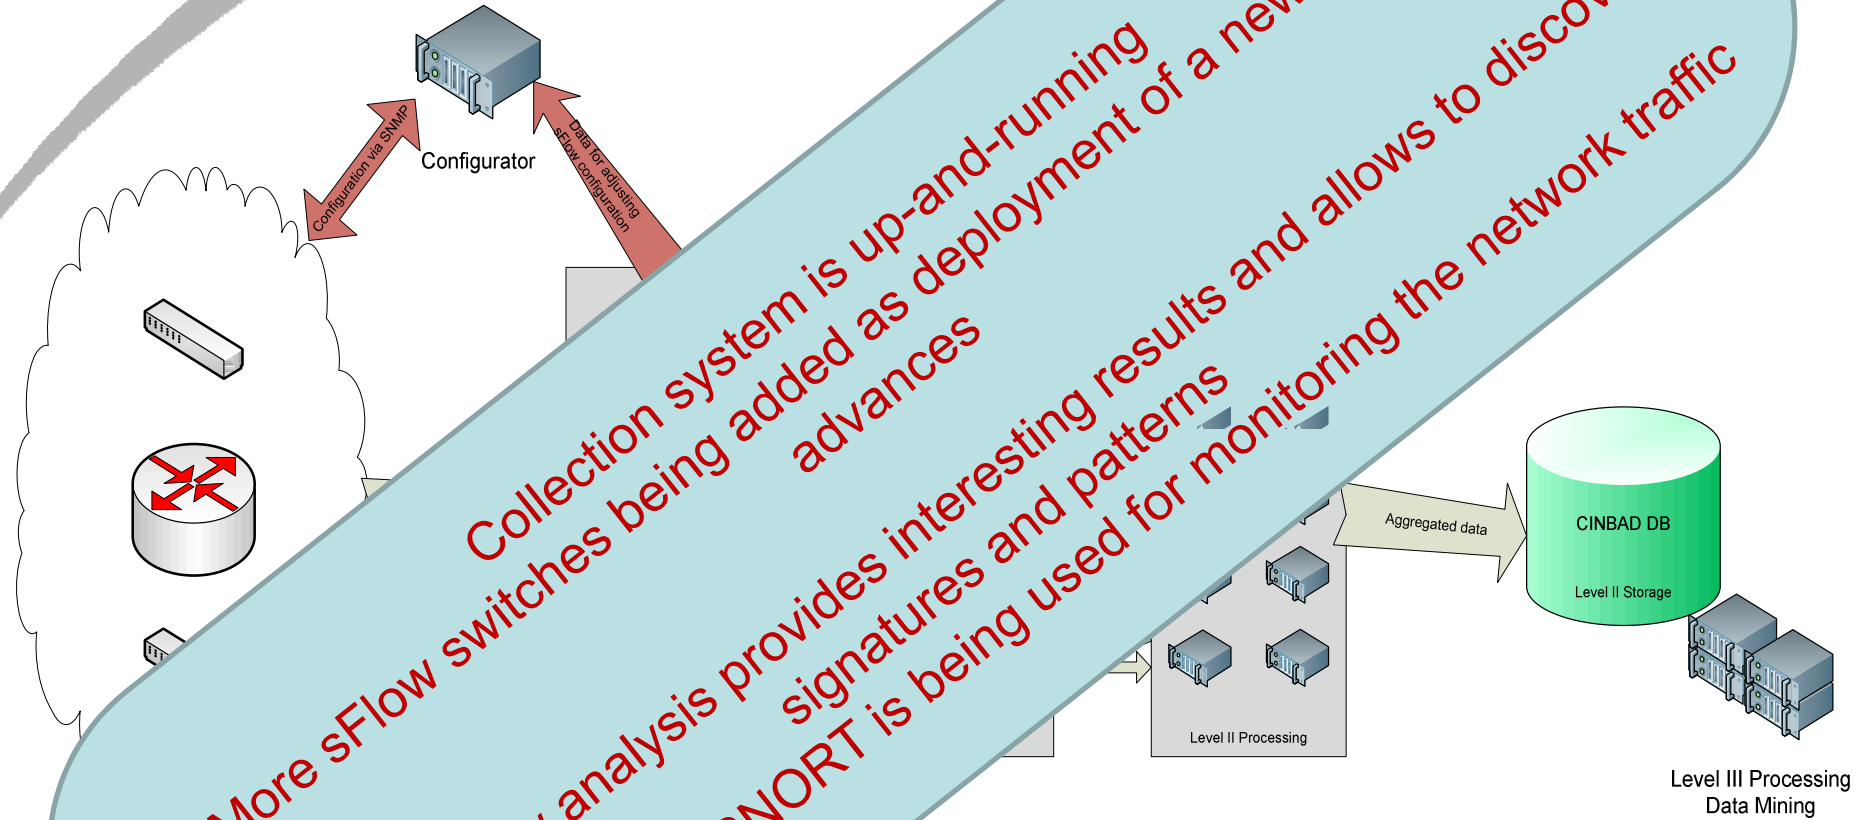 Configurator
Configuration via SNMP
Data for adjusting
sFlow configuration
Collection system is up-and-running
More sFlow switches being added as deployment of a new
advances
analysis provides interesting results and allows to
signatures and patterns
is being used for monitoring the network traffic
Aggregated data
CINBAD DB
Level II Storage
Level II Processing
Level III Processing
Data Mining